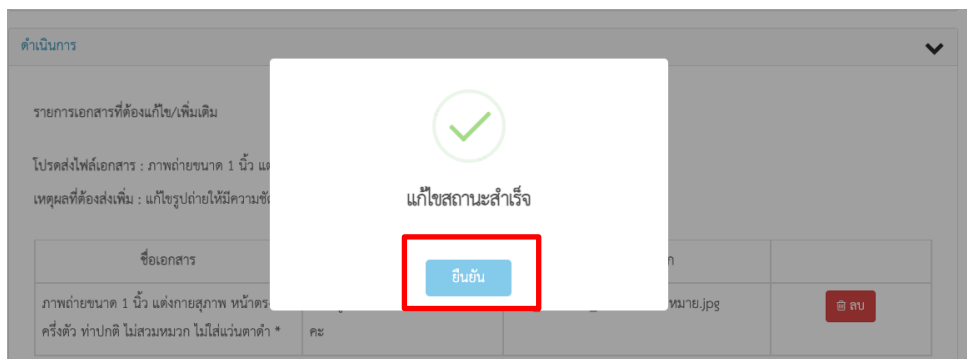 ดำเนินการ
รายการเอกสารที่ต้องแก้ไข/เพิ่มเติม
โปรดส่งไฟล์เอกสาร : ภาพถ่ายขนาด 1 นิ้ว
เหตุผลที่ต้องส่งเพิ่ม : แก้ไขรูปถ่ายให้มีความ
แก้ไขสถานะสำเร็จ
ยืนยัน
ชื่อเอกสาร
ภาพถ่ายขนาด 1 นิ้ว แต่งกายสุภาพ หน้าตรง
ครึ่งตัว ท่าปกติ ไม่สวมหมวก ไม่ใส่แว่นตาดำ *
คะ
หมาย.jpg
ลบ